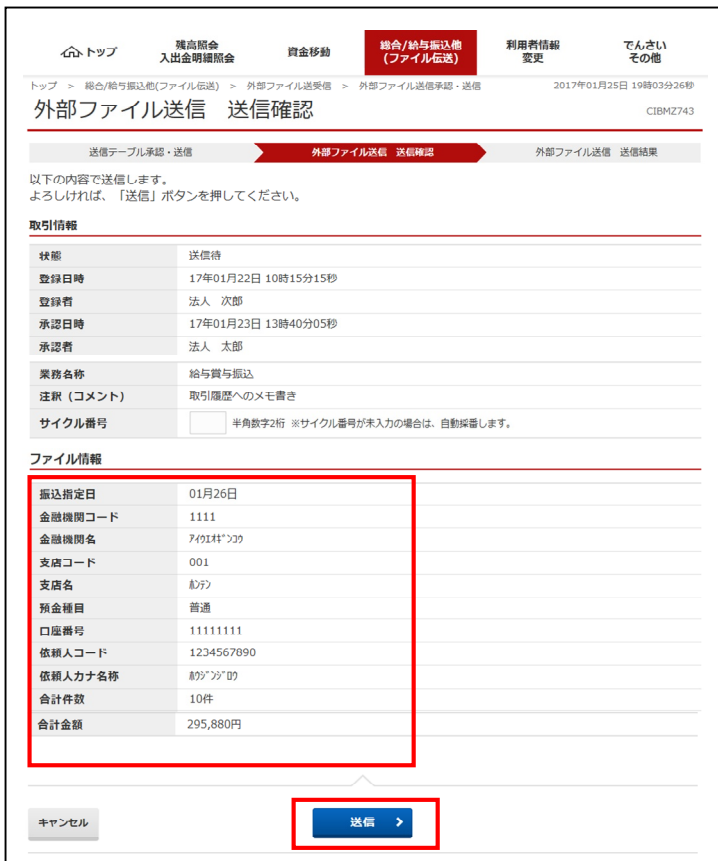 トップ
残高照会
入出金明細照会
資金移動
総合/給与振込他
(ファイル伝送)
利用者情報
変更
でんさい
その他
トップ > 総合/給与振込他(ファイル伝送) > 外部ファイル送受信 > 外部ファイル送信承認・送信
2017年01月25日 19時03分26秒
外部ファイル送信 送信確認
CIBMZ743
送信テーブル承認・送信
外部ファイル送信 送信確認
外部ファイル送信 送信結果
以下の内容で送信します。
よろしければ、「送信」ボタンを押してください。
取引情報
状態 送信待
登録日時 17年01月22日 10時15分15秒
登録者 法人 次郎
承認日時 17年01月23日 13時40分05秒
承認者 法人 太郎
業務名称 給与賞与振込
注釈（コメント） 取引履歴へのメモ書き
サイクル番号 半角数字2桁 ※サイクル番号が未入力の場合は、自動採番します。
ファイル情報
振込指定日 01月26日
金融機関コード 1111
金融機関名 ｱｲｳｴｵｷﾞﾝｺｳ
支店コード 001
支店名 ﾎﾝﾃﾝ
預金種目 普通
口座番号 11111111
依頼人コード 1234567890
依頼人カナ名称 ﾎｳｼﾞﾝｼﾞﾛｳ
合計件数 10件
合計金額 295,880円
キャンセル
送信